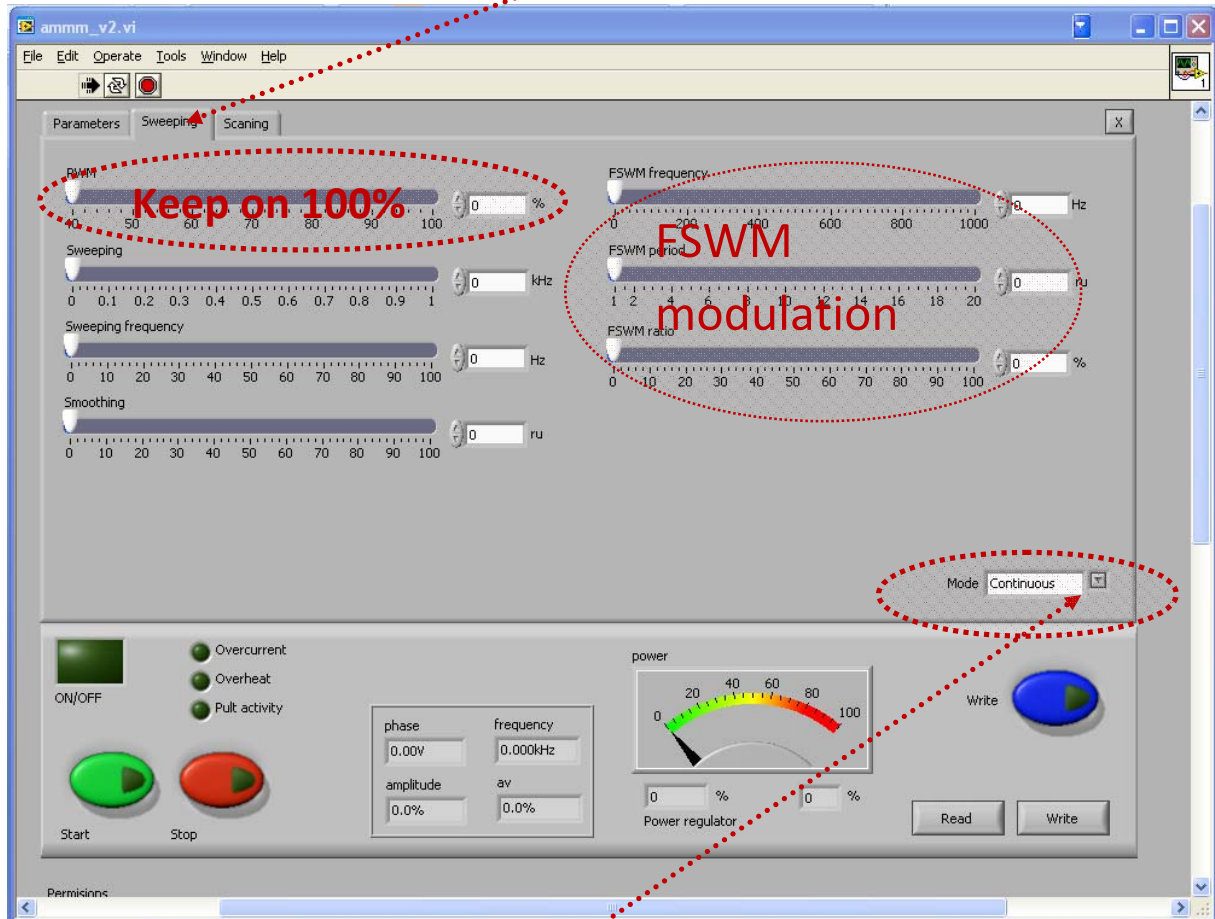 ammm_v2.vi
File Edit Operate Tools Window Help
1
Parameters Sweeping Scaning X
PWM
Keep on 100%
0 %
40 50 60 70 80 90 100
Sweeping
0 kHz
0 0.1 0.2 0.3 0.4 0.5 0.6 0.7 0.8 0.9 1
Sweeping frequency
0 Hz
0 10 20 30 40 50 60 70 80 90 100
Smoothing
0 ru
0 10 20 30 40 50 60 70 80 90 100
FSWM frequency
0 Hz
0 200 400 600 800 1000
FSWM period
0 ru
1 2 4 6 8 10 12 14 16 18 20
FSWM ratio
0 %
0 10 20 30 40 50 60 70 80 90 100
FSWM
modulation
Mode Continuous
ON/OFF
Overcurrent
Overheat
Pult activity
Start Stop
phase frequency
0.00V 0.000kHz
amplitude av
0.0% 0.0%
power
0 20 40 60 80 100
0 % 0 %
Power regulator
Write
Read Write
Permisions